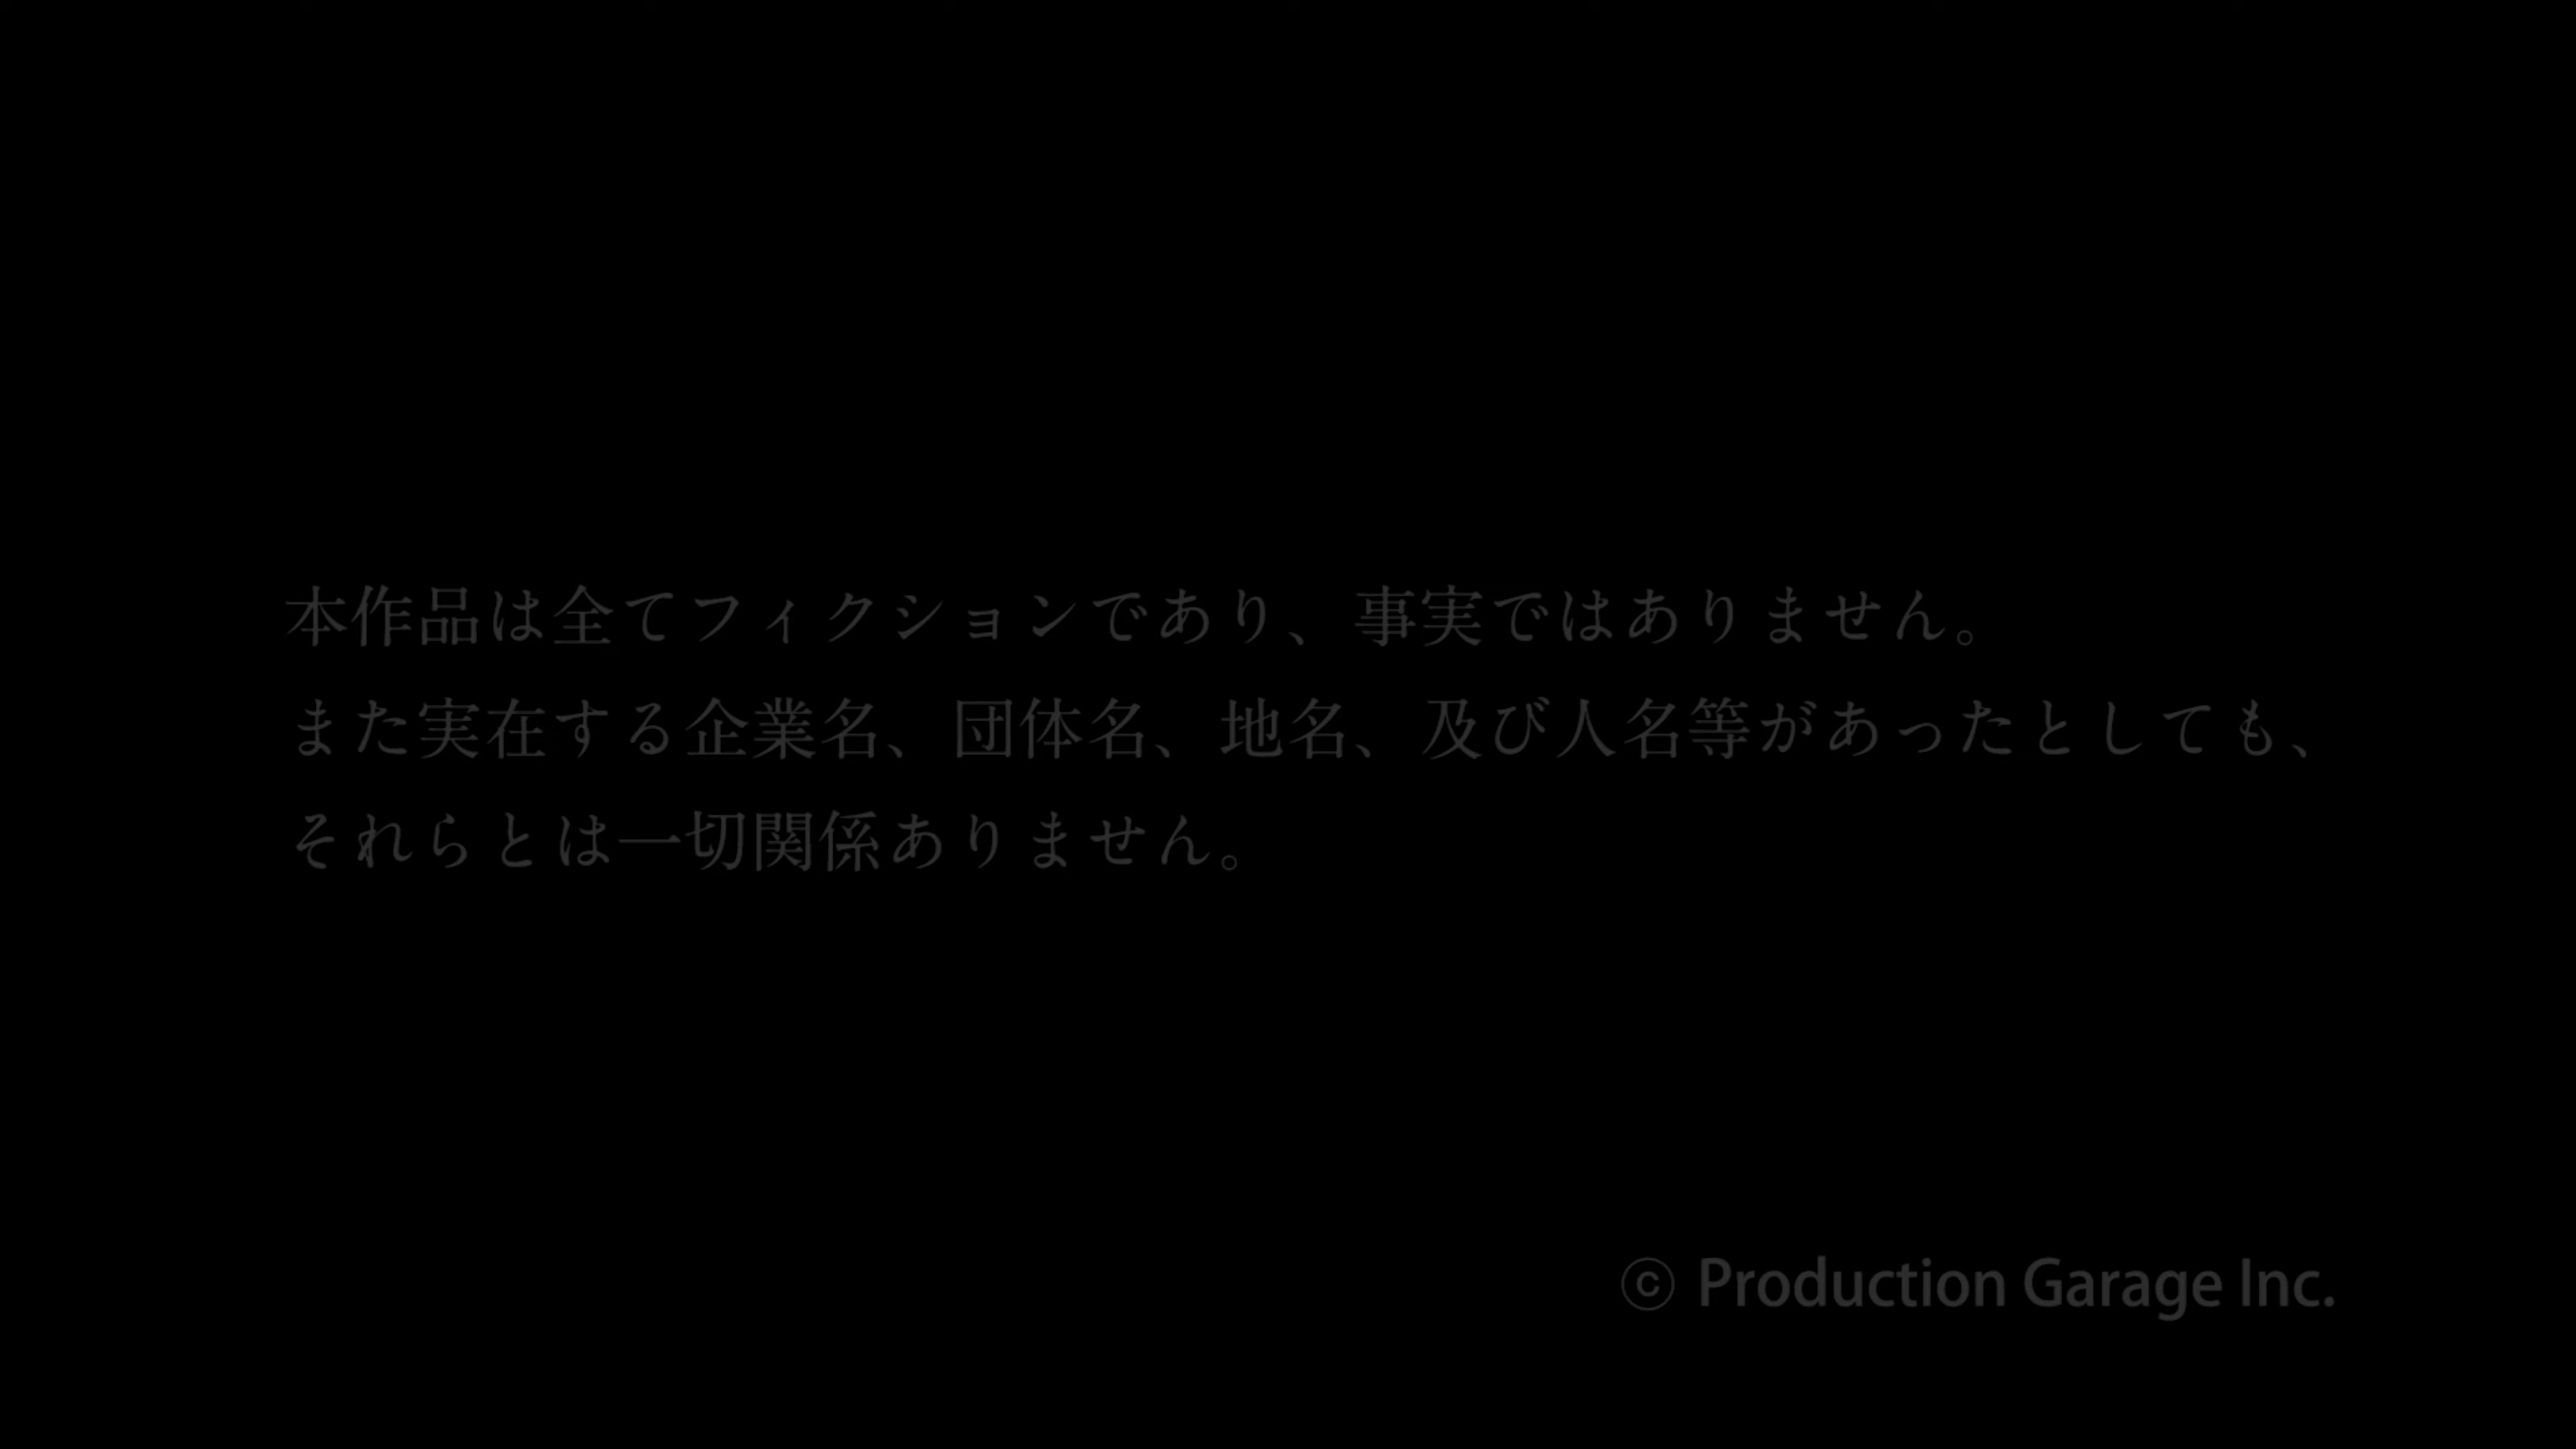 本作品は全てフィクションであり、事実ではありません。
また実在する企業名、団体名、地名、及び人名等があったとしても、
それらとは一切関係ありません。
© Production Garage Inc.